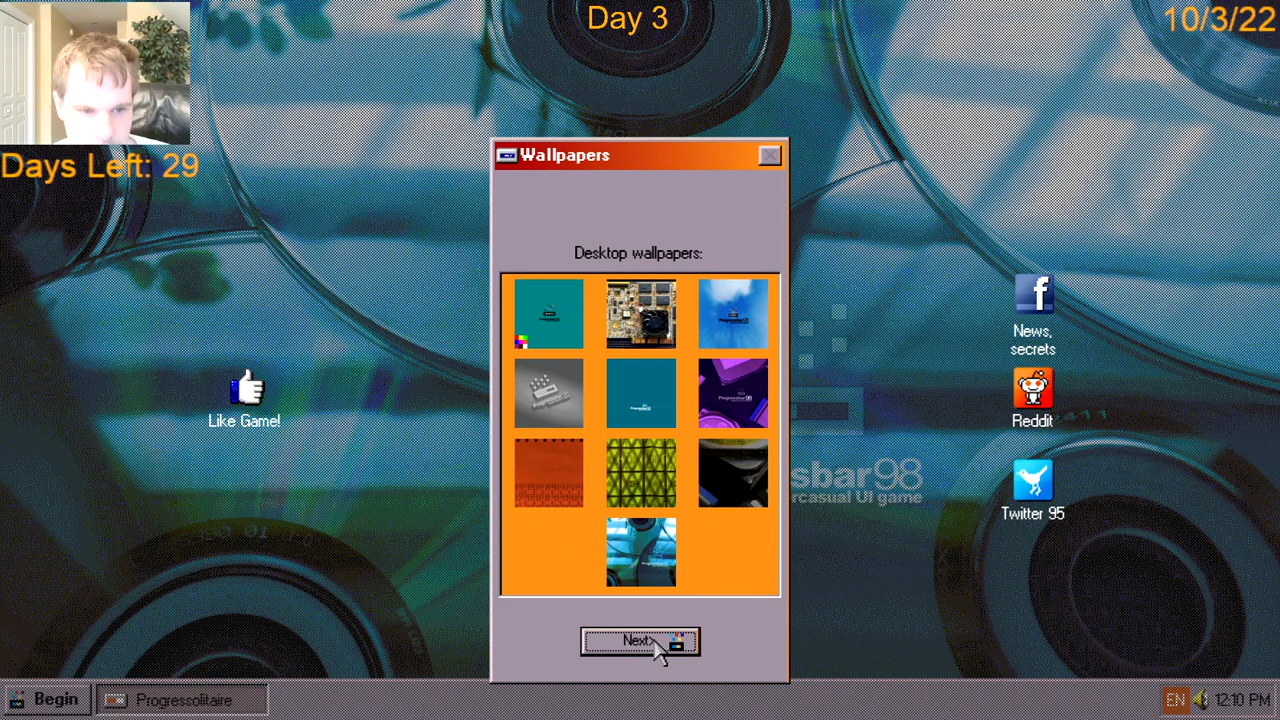 Day 3
10/3/22
Days Left: 29
Wallpapers
Desktop wallpapers:
Progressbar98
News,
secrets
Like Game!
Reddit
sbar98
rcasual UI game
Twitter 95
Next>
Begin
Progressolitaire
EN
12:10 PM